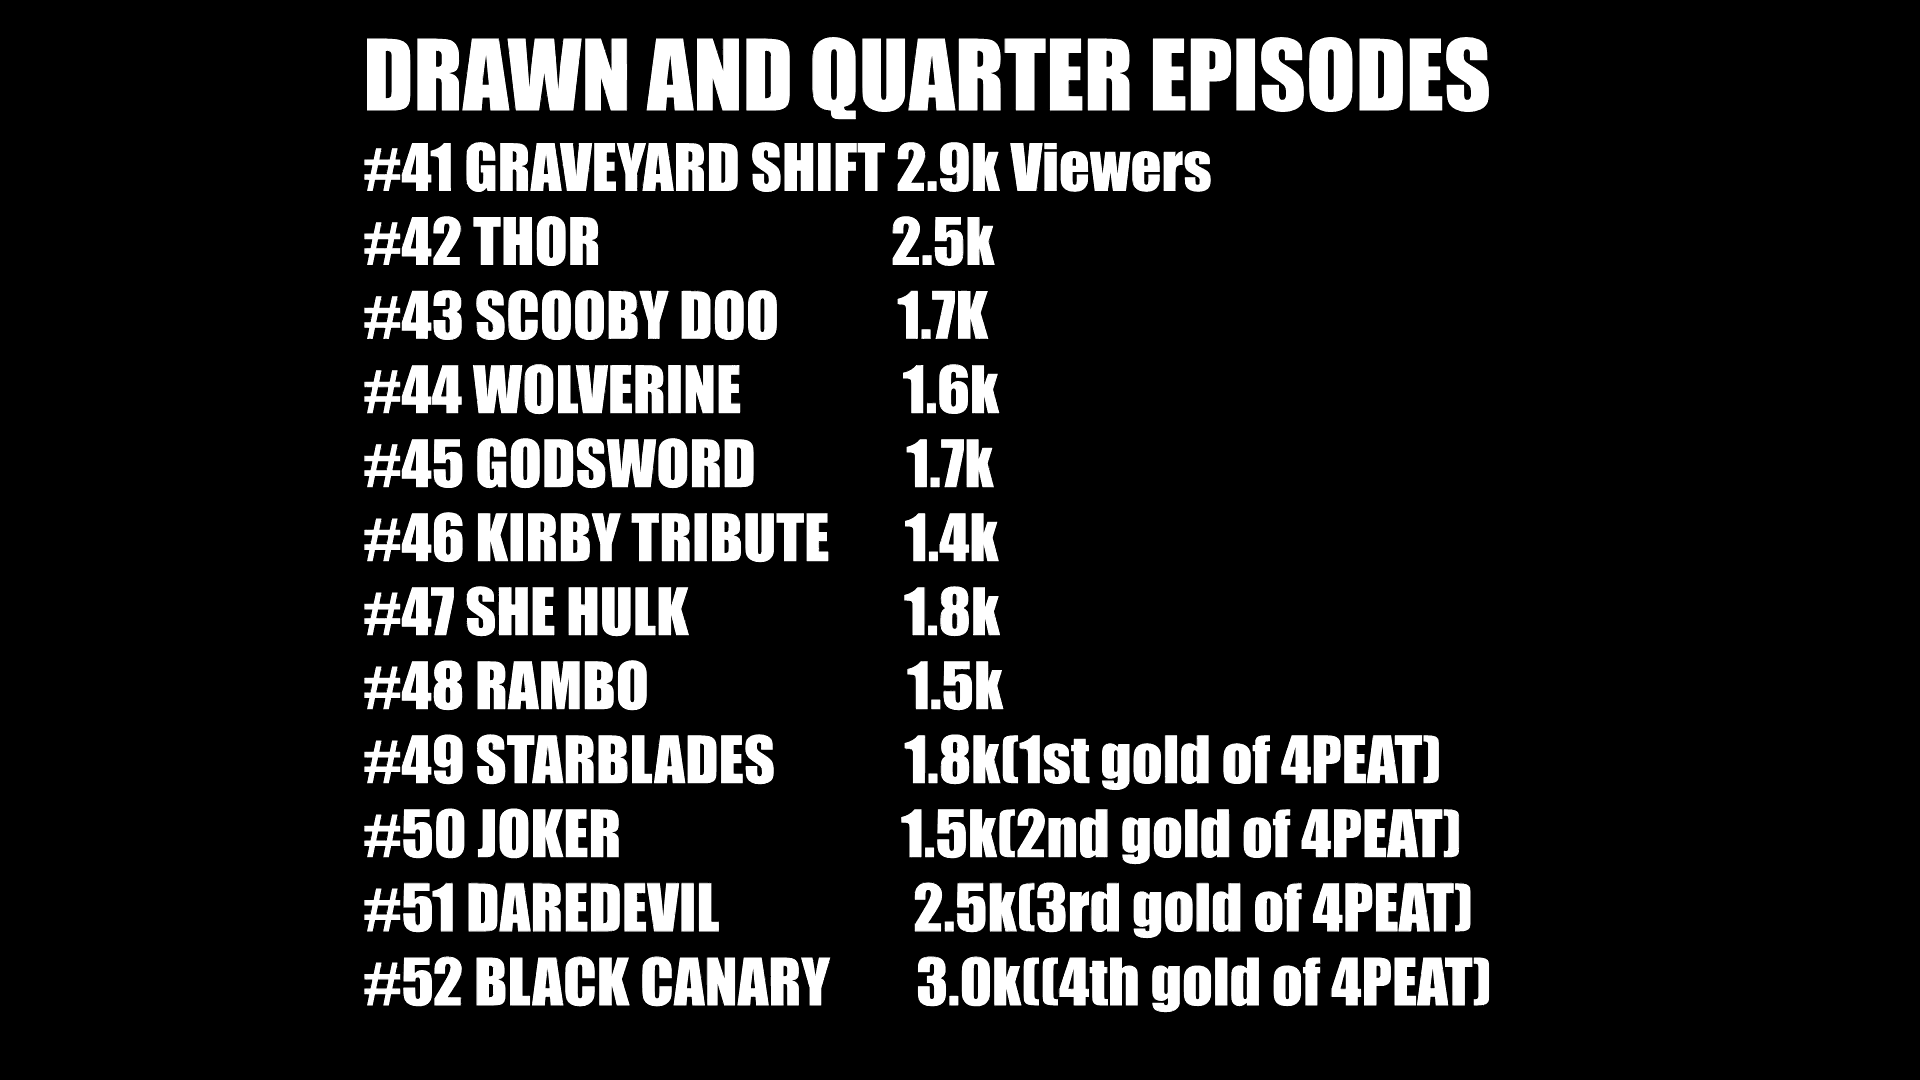 DRAWN AND QUARTER EPISODES
#41 GRAVEYARD SHIFT 2.9k Viewers
#42 THOR 2.5k
#43 SCOOBY DOO 1.7K
#44 WOLVERINE 1.6k
#45 GODSWORD 1.7k
#46 KIRBY TRIBUTE 1.4k
#47 SHE HULK 1.8k
#48 RAMBO 1.5k
#49 STARBLADES 1.8k(1st gold of 4PEAT)
#50 JOKER 1.5k(2nd gold of 4PEAT)
#51 DAREDEVIL 2.5k(3rd gold of 4PEAT)
#52 BLACK CANARY 3.0k((4th gold of 4PEAT)